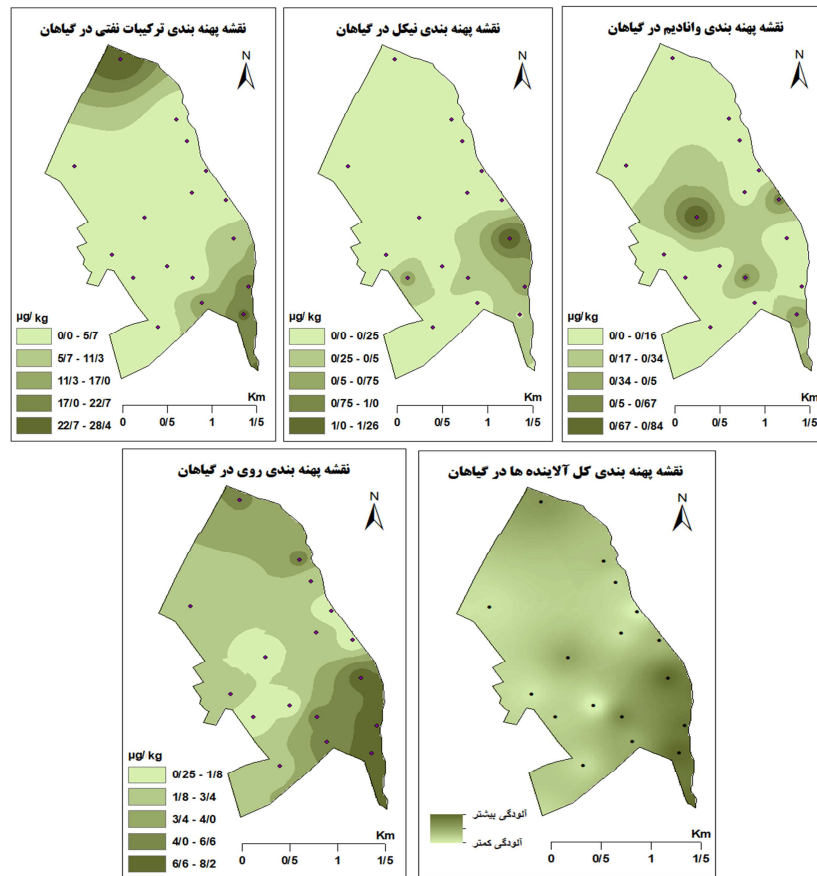 نقشه پهنه بندی ترکیبات نفتی در گیاهان
N
µg/ kg
0/0 - 5/7
5/7 - 11/3
11/3 - 17/0
17/0 - 22/7
22/7 - 28/4
Km
0 0/5 1 1/5
نقشه پهنه بندی نیکل در گیاهان
N
µg/ kg
0/0 - 0/25
0/25 - 0/5
0/5 - 0/75
0/75 - 1/0
1/0 - 1/26
Km
0 0/5 1 1/5
نقشه پهنه بندی وانادیم در گیاهان
N
µg/ kg
0/0 - 0/16
0/17 - 0/34
0/34 - 0/5
0/5 - 0/67
0/67 - 0/84
Km
0 0/5 1 1/5
نقشه پهنه بندی روی در گیاهان
N
µg/ kg
0/25 - 1/8
1/8 - 3/4
3/4 - 4/0
4/0 - 6/6
6/6 - 8/2
Km
0 0/5 1 1/5
نقشه پهنه بندی کل آلاینده ها در گیاهان
N
آلودگی بیشتر
آلودگی کمتر
Km
0 0/5 1 1/5